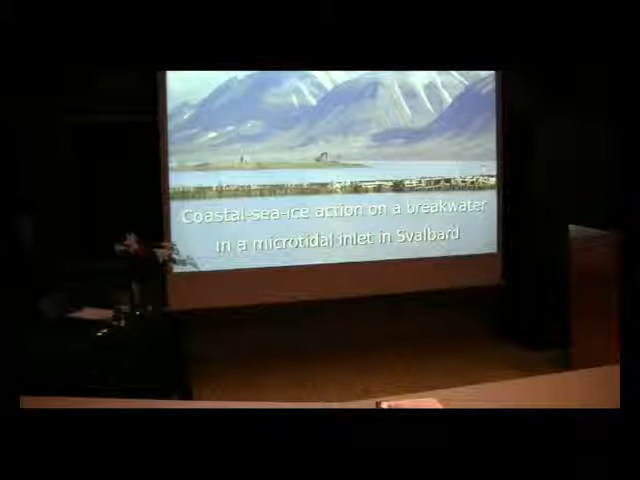 Coastal-sea-ice action on a breakwater
in a microtidal inlet in Svalbard